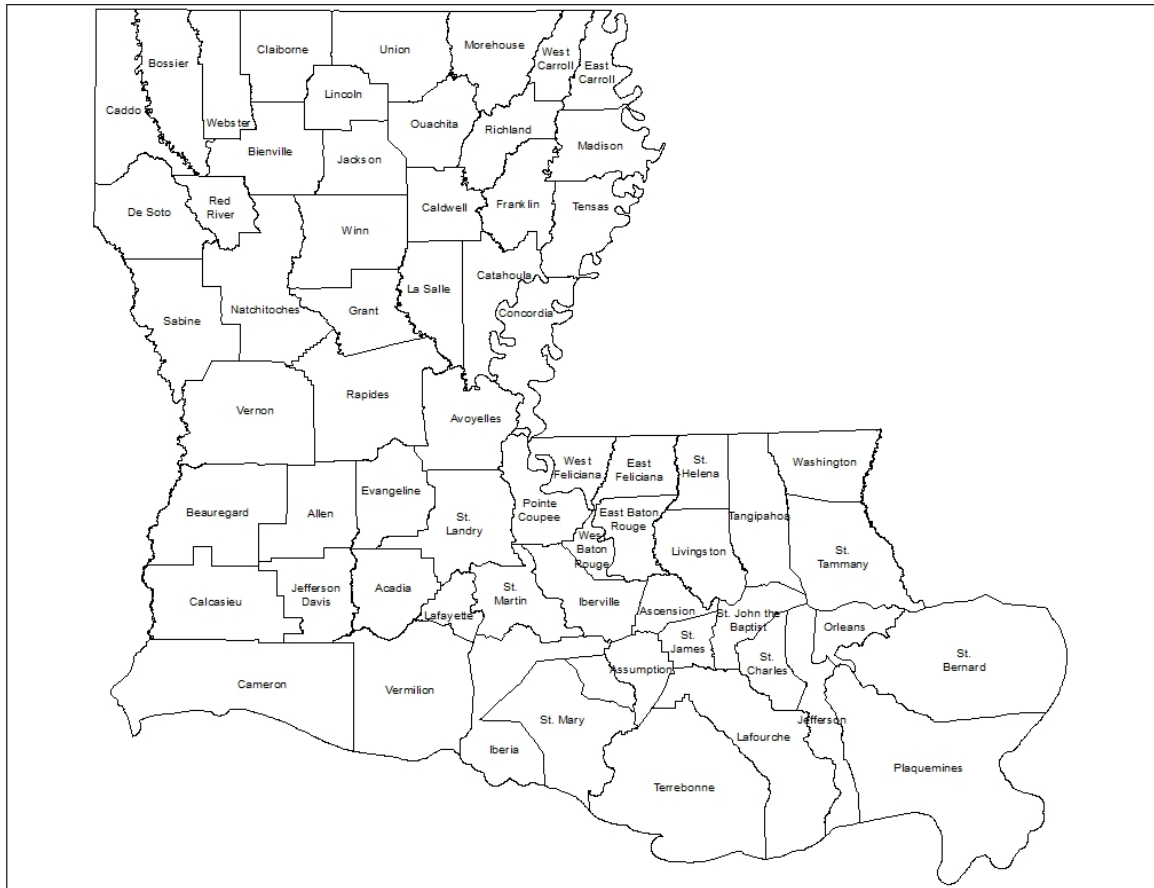 Claiborne
Union
Morehouse
West
Carroll
East
Carroll
Bossier
Caddo
Webster
Lincoln
Ouachita
Richland
Madison
Bienville
Jackson
De Soto
Red
River
Winn
Caldwell
Franklin
Tensas
Sabine
Natchitoches
Grant
La Salle
Catahoula
Concordia
Vernon
Rapides
Avoyelles
Beauregard
Allen
Evangeline
St.
Landry
Pointe
Coupee
West
Feliciana
East
Feliciana
St.
Helena
Washington
East Baton
Rouge
West
Baton
Rouge
Tangipahoa
Livingston
St.
Tammany
Calcasieu
Jefferson
Davis
Acadia
Lafayette
St.
Martin
Iberville
Ascension
St. John the
Baptist
Orleans
St.
Bernard
Cameron
Vermilion
Assumption
St.
James
St.
Charles
Iberia
St. Mary
Terrebonne
Lafourche
Jefferson
Plaquemines